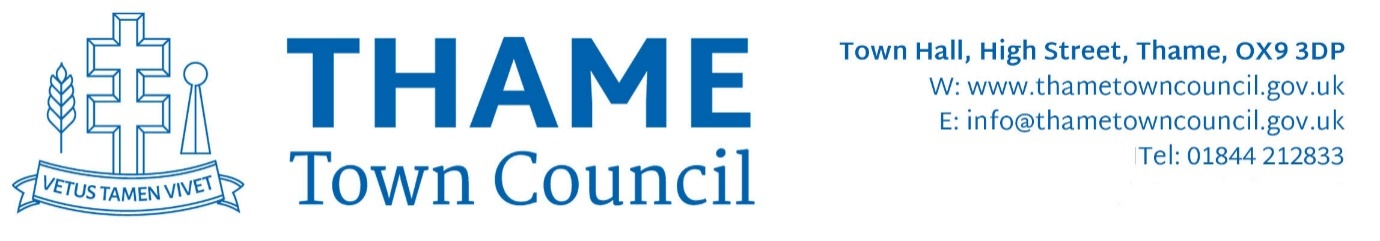 VETUS TAMEN VIVET
THAME
Town Council
Town Hall, High Street, Thame, OX9 3DP
W: www.thametowncouncil.gov.uk
E: info@thametowncouncil.gov.uk
Tel: 01844 212833